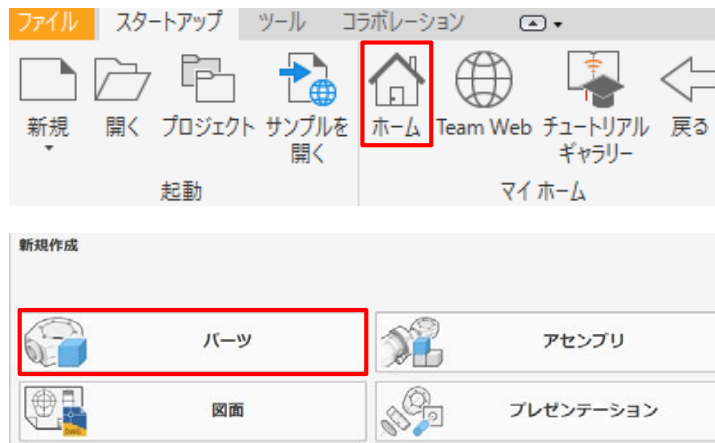 ファイル スタートアップ ツール コラボレーション
新規 開く プロジェクト サンプルを開く ホーム Team Web チュートリアルギャラリー 戻る
起動 マイ ホーム
新規作成
パーツ アセンブリ
図面 プレゼンテーション
DWG